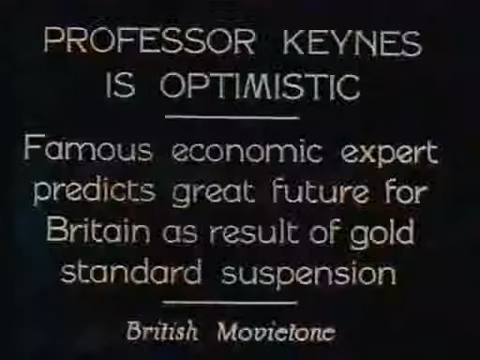 PROFESSOR KEYNES
IS OPTIMISTIC
Famous economic expert
predicts great future for
Britain as result of gold
standard suspension
British Movietone